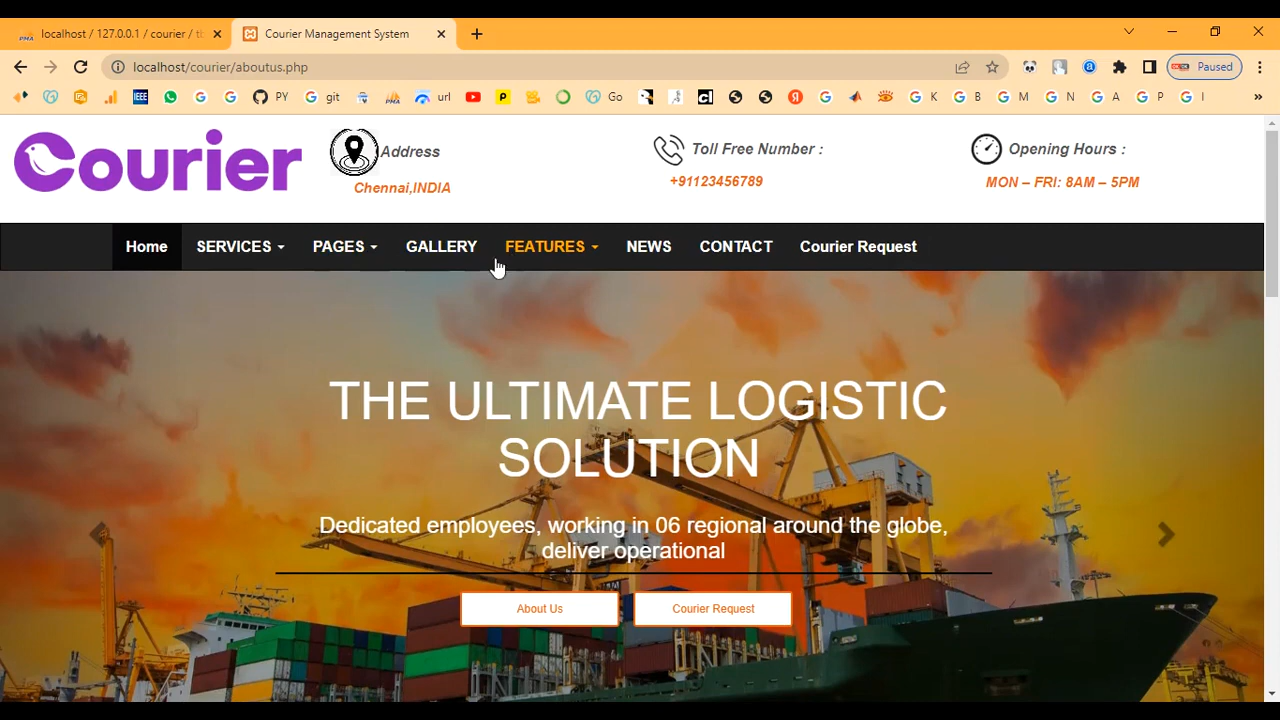 localhost / 127.0.0.1 / courier / tb
Courier Management System
localhost/courier/aboutus.php
Paused
IEEE PY git PMA url P Go K B M N A P I »
Courier
Address
Chennai,INDIA
Toll Free Number :
+91123456789
Opening Hours :
MON – FRI: 8AM – 5PM
Home SERVICES PAGES GALLERY FEATURES NEWS CONTACT Courier Request
THE ULTIMATE LOGISTIC
SOLUTION
Dedicated employees, working in 06 regional around the globe,
deliver operational
About Us Courier Request